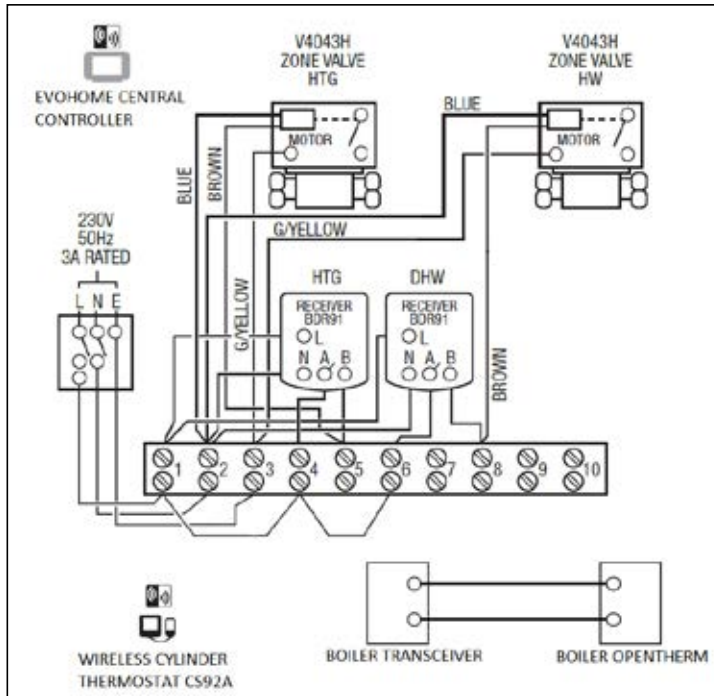 V4043H
ZONE VALVE
HTG
V4043H
ZONE VALVE
HW
EVOHOME CENTRAL
CONTROLLER
BLUE
MOTOR
MOTOR
BLUE
BROWN
230V
50Hz
3A RATED
L N E
G/YELLOW
G/YELLOW
HTG
DHW
RECEIVER
BDR91
L
N A B
RECEIVER
BDR91
L
N A B
BROWN
1 2 3 4 5 6 7 8 9 10
WIRELESS CYLINDER
THERMOSTAT CS92A
BOILER TRANSCEIVER
BOILER OPENTHERM